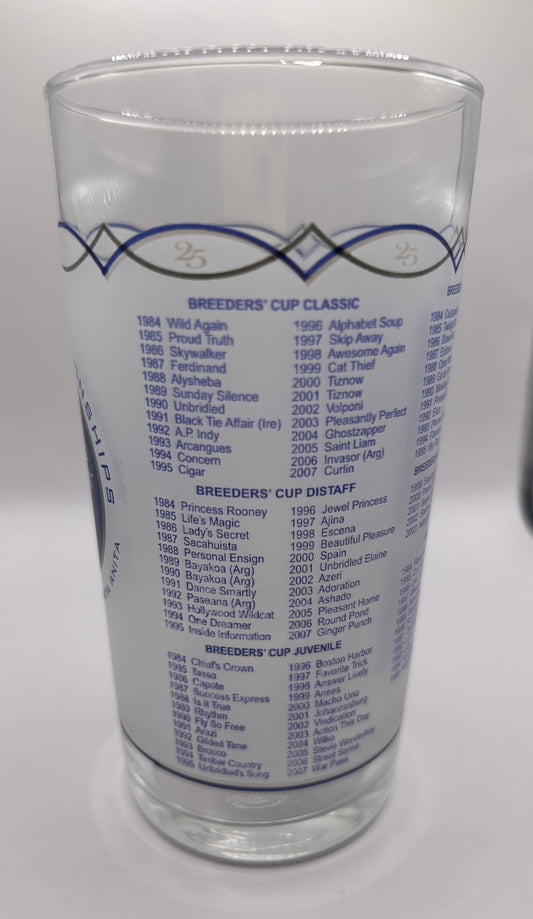 25
25
BREEDERS' CUP CLASSIC
1984 Wild Again
1985 Proud Truth
1986 Skywalker
1987 Ferdinand
1988 Alysheba
1989 Sunday Silence
1990 Unbridled
1991 Black Tie Affair (Ire)
1992 A.P. Indy
1993 Arcangues
1994 Concern
1995 Cigar
1996 Alphabet Soup
1997 Skip Away
1998 Awesome Again
1999 Cat Thief
2000 Tiznow
2001 Tiznow
2002 Volponi
2003 Pleasantly Perfect
2004 Ghostzapper
2005 Saint Liam
2006 Invasor (Arg)
2007 Curlin
BREEDERS' CUP DISTAFF
1984 Princess Rooney
1985 Life's Magic
1986 Lady's Secret
1987 Sacahuista
1988 Personal Ensign
1989 Bayakoa (Arg)
1990 Bayakoa (Arg)
1991 Dance Smartly
1992 Paseana (Arg)
1993 Hollywood Wildcat
1994 One Dreamer
1995 Inside Information
1996 Jewel Princess
1997 Ajina
1998 Escena
1999 Beautiful Pleasure
2000 Spain
2001 Unbridled Elaine
2002 Azeri
2003 Adoration
2004 Ashado
2005 Pleasant Home
2006 Round Pond
2007 Ginger Punch
BREEDERS' CUP JUVENILE
1984 Chief's Crown
1985 Tasso
1986 Capote
1987 Success Express
1988 Is It True
1989 Rhythm
1990 Fly So Free
1991 Arazi
1992 Gilded Time
1993 Brocco
1994 Timber Country
1995 Unbridled's Song
1996 Boston Harbor
1997 Favorite Trick
1998 Answer Lively
1999 Anees
2000 Macho Uno
2001 Johannesburg
2002 Vindication
2003 Action This Day
2004 Wilko
2005 Stevie Wonderboy
2006 Street Sense
2007 War Pass
ANITA